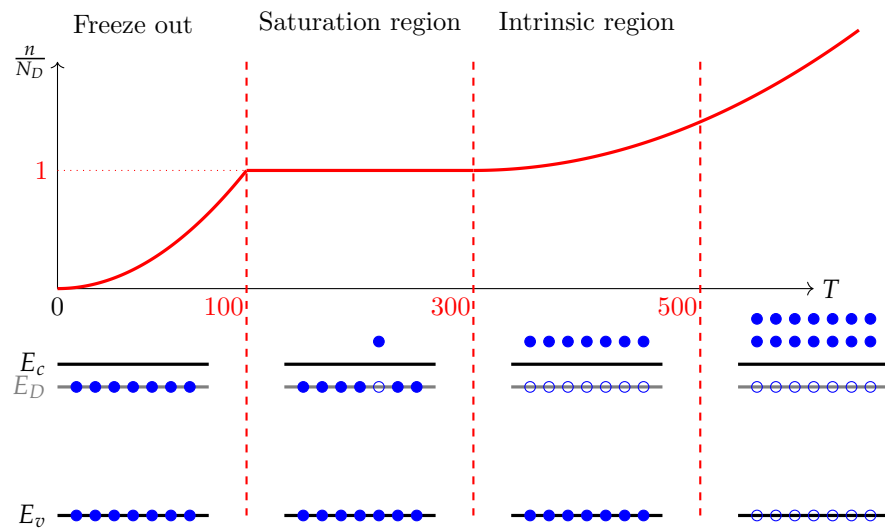 Freeze out
Saturation region
Intrinsic region
n
N_D
1
0
100
300
500
T
E_c
E_D
E_v